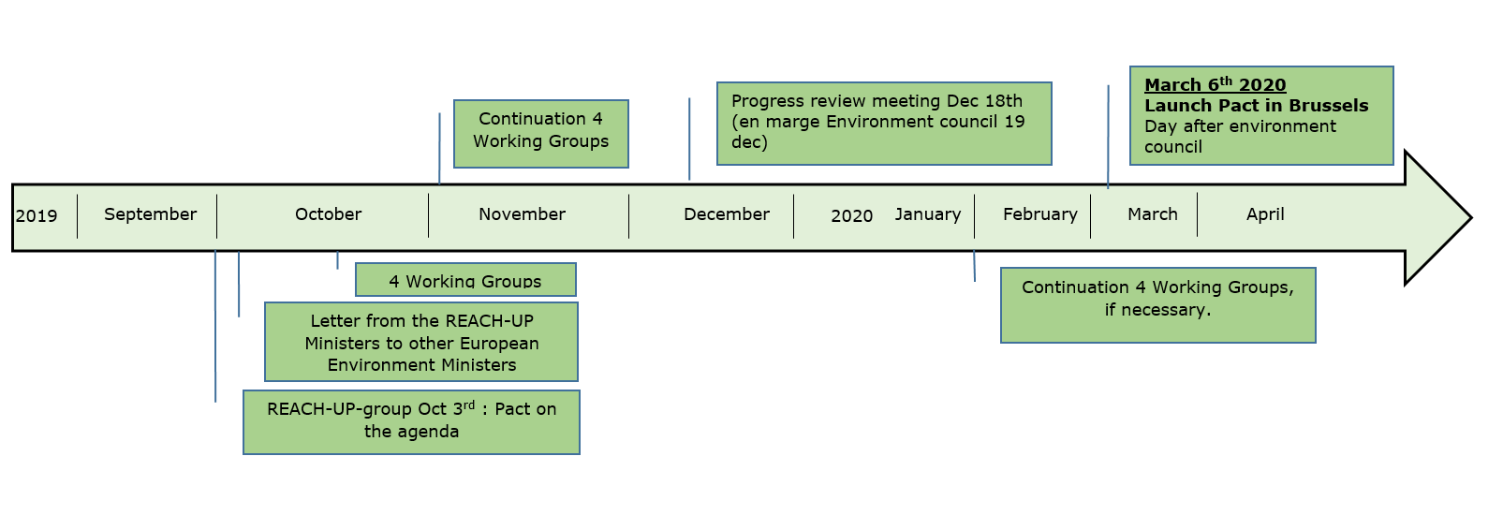 March 6th 2020
Launch Pact in Brussels
Day after environment
council
Progress review meeting Dec 18th
(en marge Environment council 19
dec)
Continuation 4
Working Groups
2019 September October November December 2020 January February March April
4 Working Groups
Letter from the REACH-UP
Ministers to other European
Environment Ministers
REACH-UP-group Oct 3rd : Pact on
the agenda
Continuation 4 Working Groups,
if necessary.